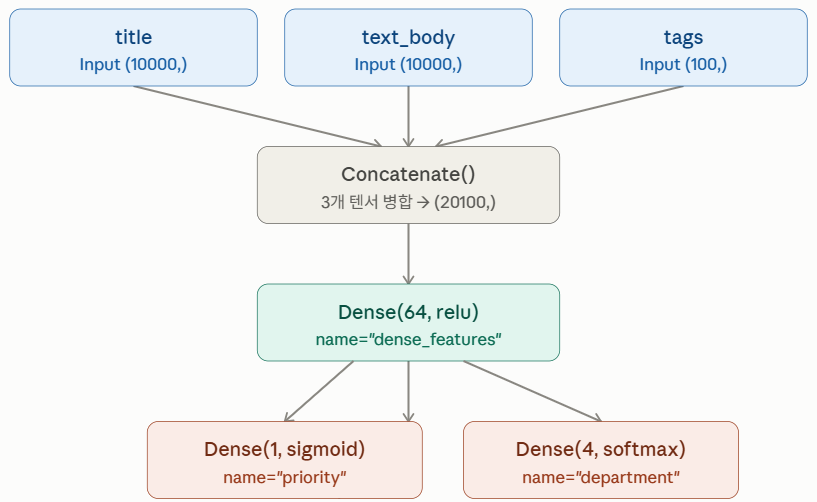 title
Input (10000,)
text_body
Input (10000,)
tags
Input (100,)
Concatenate()
3개 텐서 병합 → (20100,)
Dense(64, relu)
name="dense_features"
Dense(1, sigmoid)
name="priority"
Dense(4, softmax)
name="department"